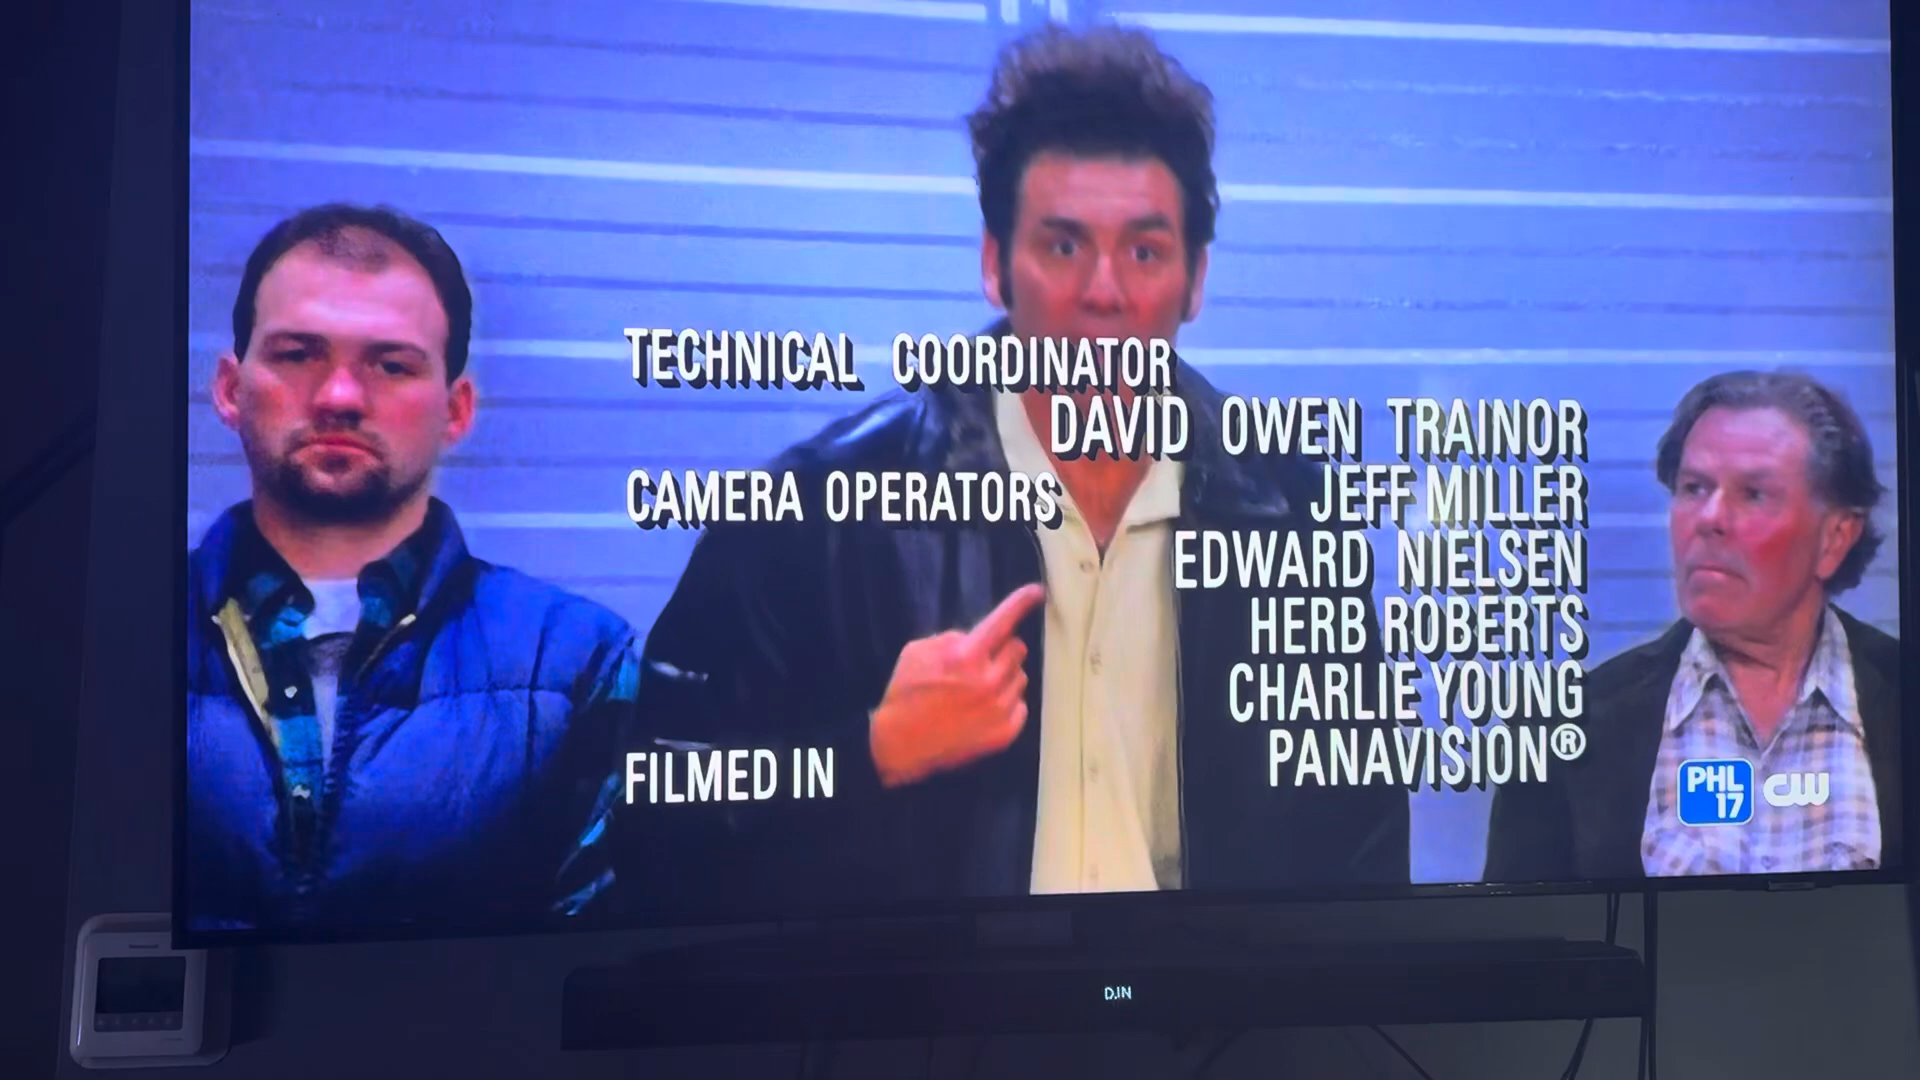 TECHNICAL COORDINATOR
DAVID OWEN TRAINOR
CAMERA OPERATORS JEFF MILLER
EDWARD NIELSEN
HERB ROBERTS
CHARLIE YOUNG
FILMED IN PANAVISION®
PHL
17
CW
D.IN